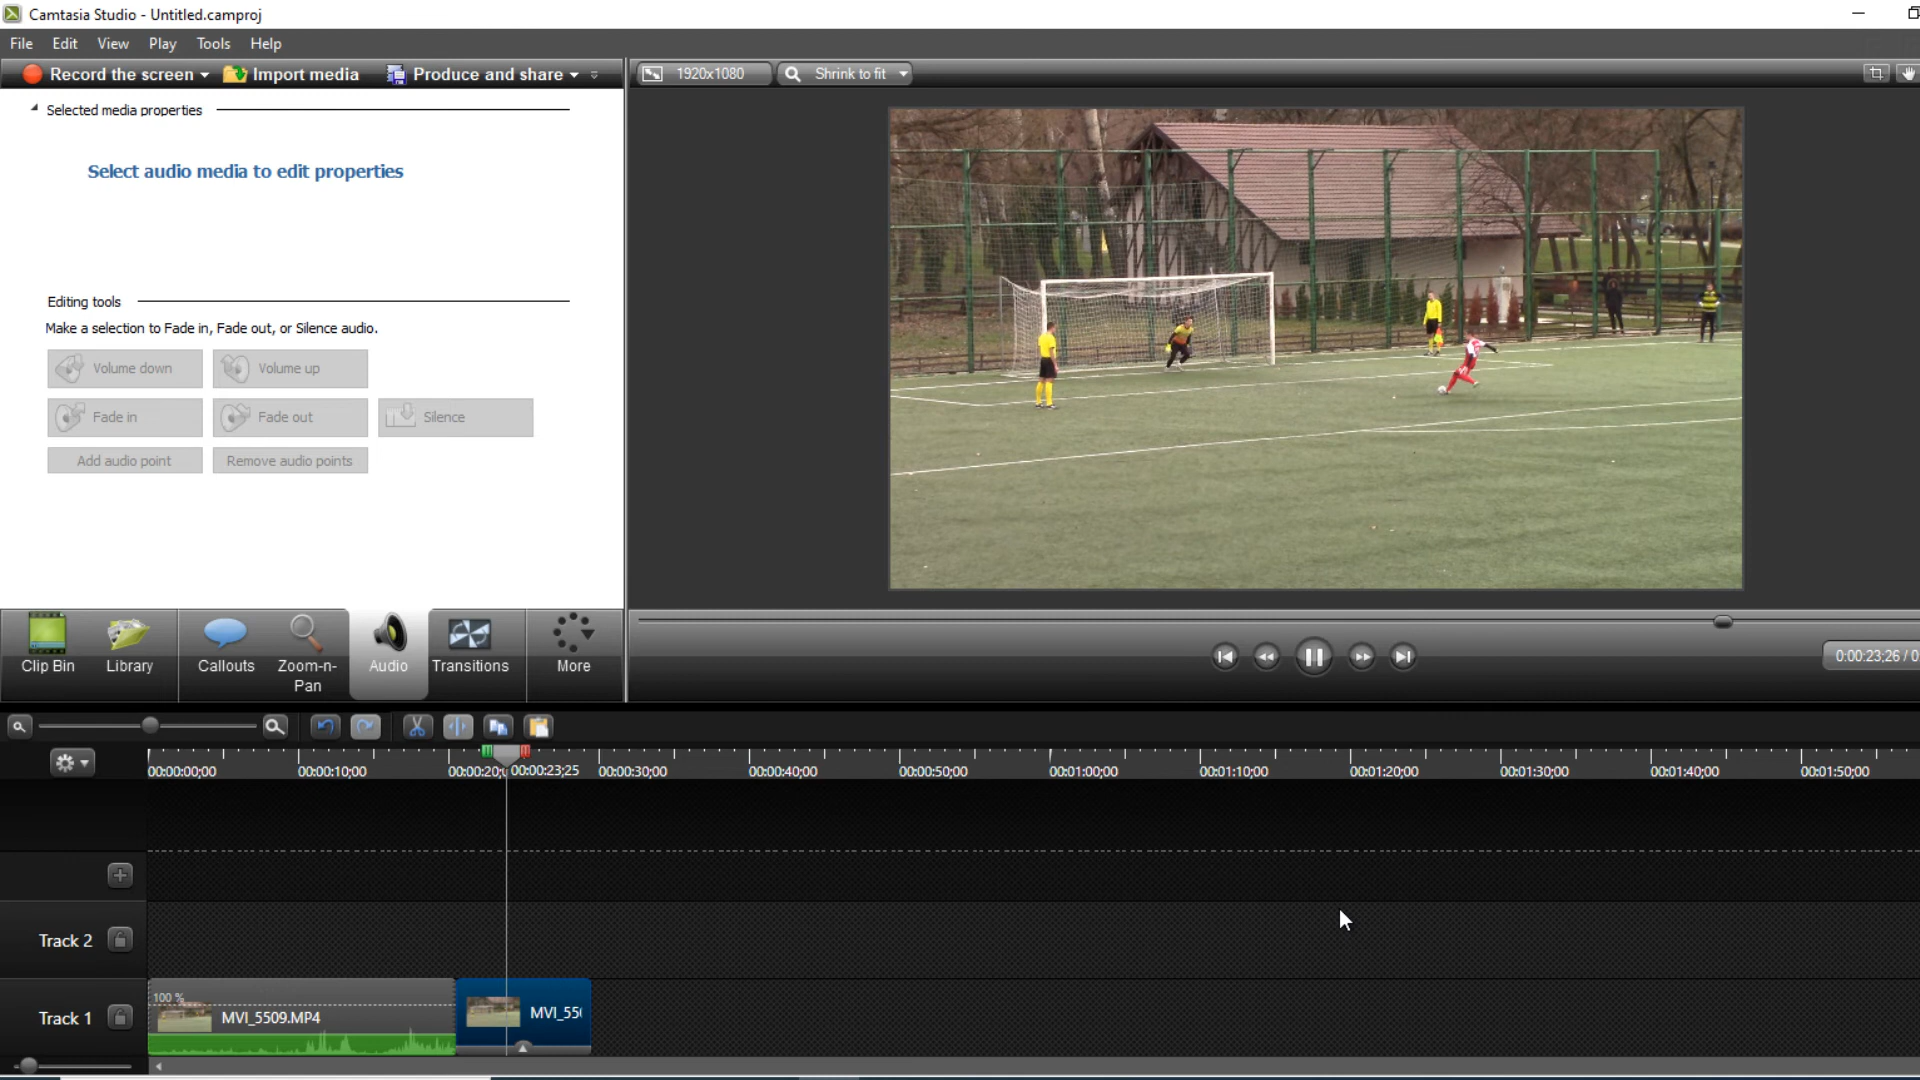 Camtasia Studio - Untitled.camproj
File Edit View Play Tools Help
Record the screen Import media Produce and share 1920x1080 Shrink to fit
Selected media properties
Select audio media to edit properties
Editing tools
Make a selection to Fade in, Fade out, or Silence audio.
Volume down Volume up
Fade in Fade out Silence
Add audio point Remove audio points
Clip Bin Library Callouts Zoom-n-Pan Audio Transitions More
0:00:23;26 / 0
00:00:00;00 00:00:10;00 00:00:20; 00:00:23;25 00:00:30;00 00:00:40;00 00:00:50;00 00:01:00;00 00:01:10;00 00:01:20;00 00:01:30;00 00:01:40;00 00:01:50;00
Track 2
100 %
Track 1 MVI_5509.MP4 MVI_550